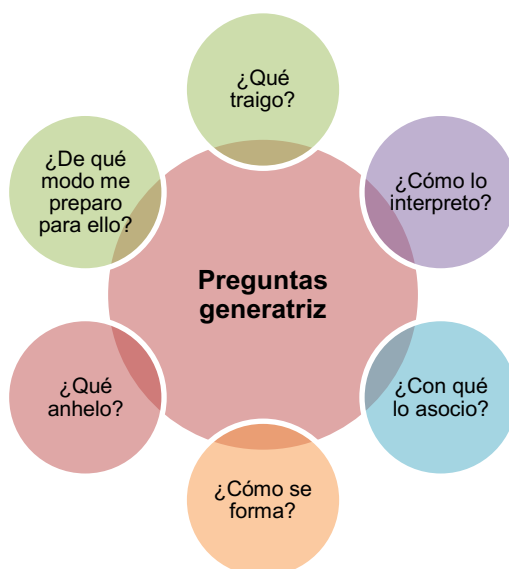 ¿Qué
traigo?
¿Cómo lo
interpreto?
¿Con qué
lo asocio?
¿Cómo se
forma?
¿Qué
anhelo?
¿De qué
modo me
preparo
para ello?
Preguntas
generatriz